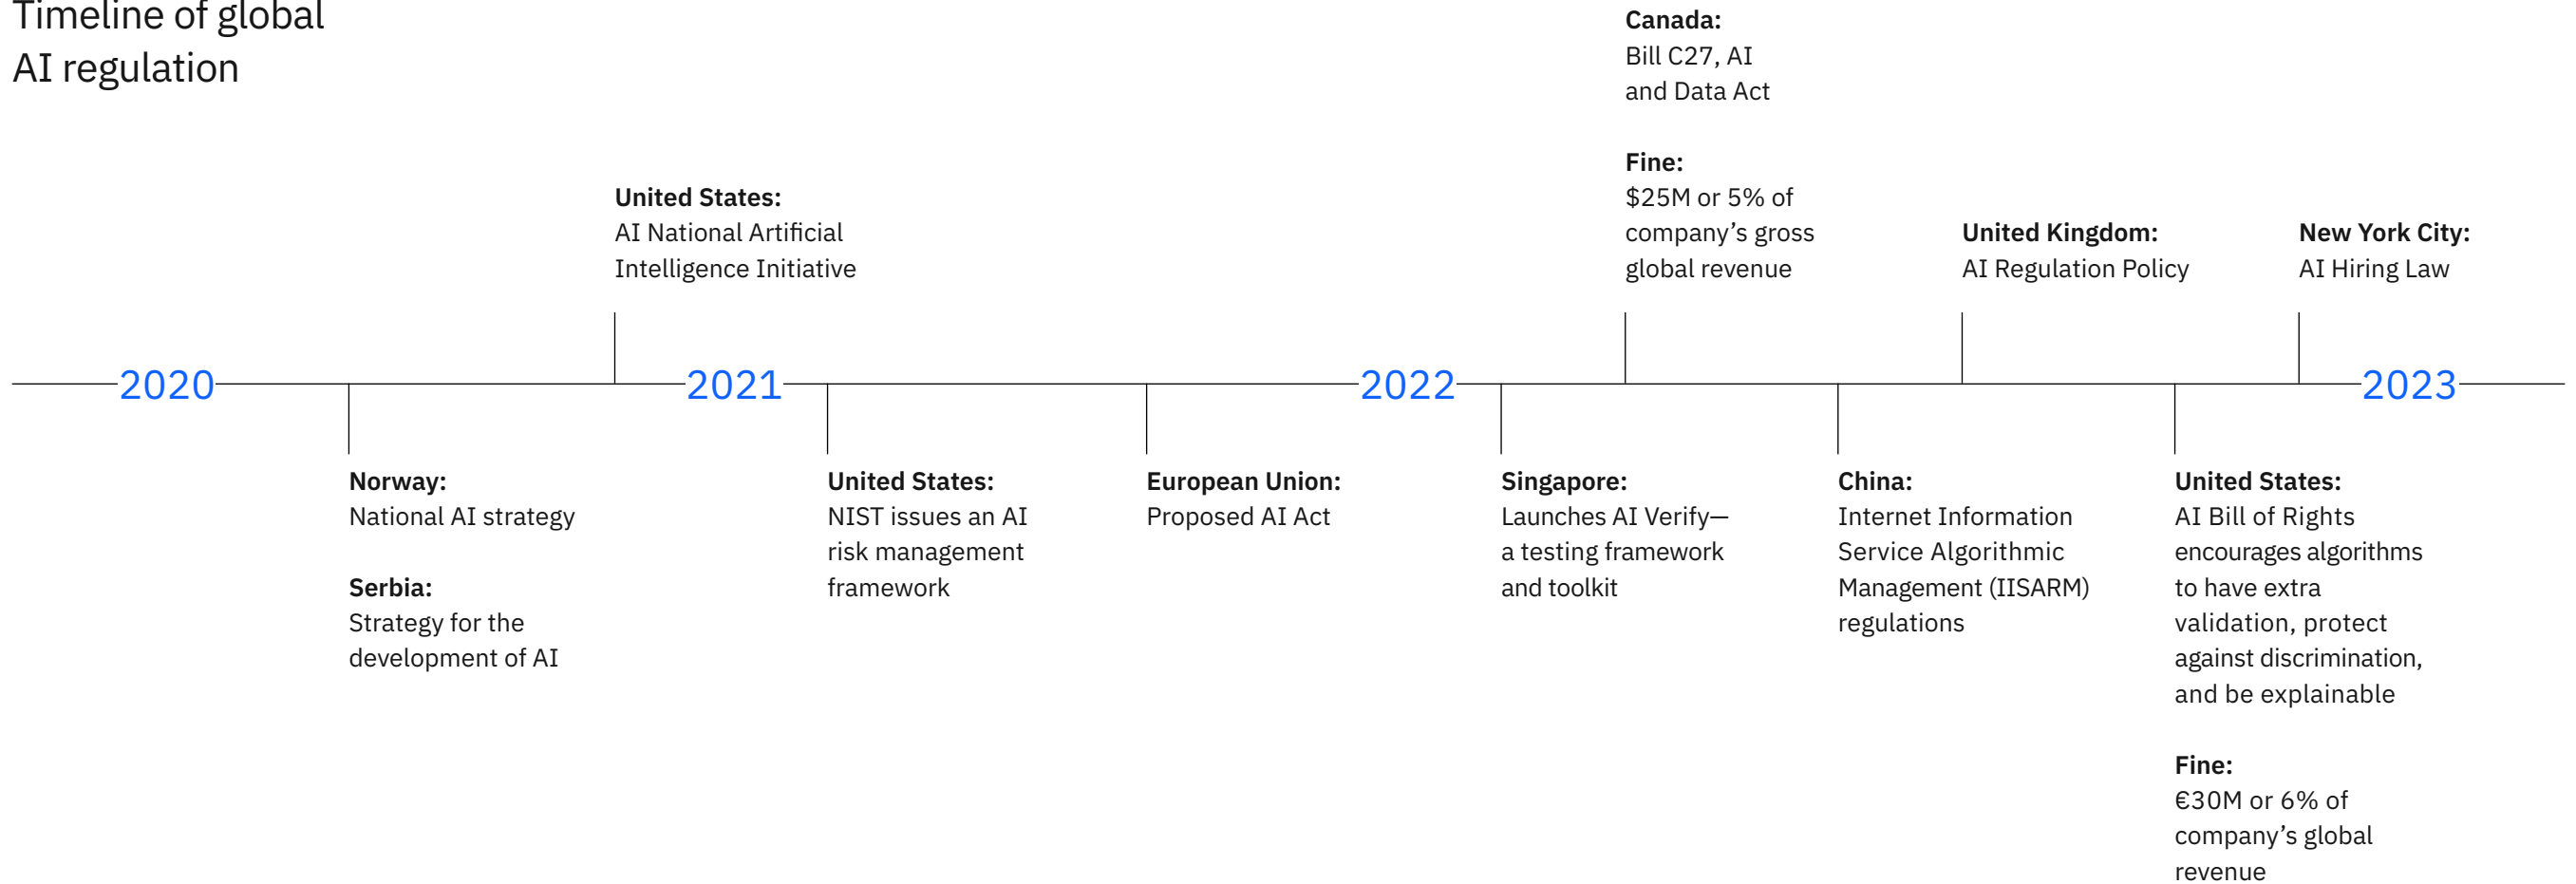 Timeline of global
AI regulation
Canada:
Bill C27, AI
and Data Act
Fine:
$25M or 5% of
company’s gross
global revenue
United States:
AI National Artificial
Intelligence Initiative
United Kingdom:
AI Regulation Policy
New York City:
AI Hiring Law
2020
2021
2022
2023
Norway:
National AI strategy
Serbia:
Strategy for the
development of AI
United States:
NIST issues an AI
risk management
framework
European Union:
Proposed AI Act
Singapore:
Launches AI Verify—
a testing framework
and toolkit
China:
Internet Information
Service Algorithmic
Management (IISARM)
regulations
United States:
AI Bill of Rights
encourages algorithms
to have extra
validation, protect
against discrimination,
and be explainable
Fine:
€30M or 6% of
company’s global
revenue